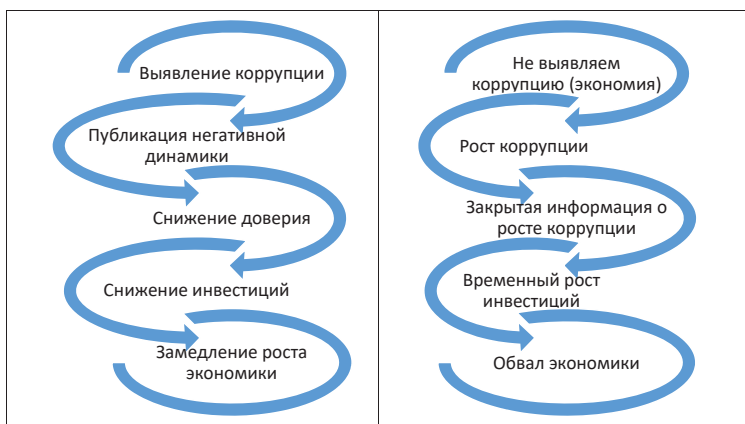 Выявление коррупции
Публикация негативной
динамики
Снижение доверия
Снижение инвестиций
Замедление роста
экономики
Не выявляем
коррупцию (экономия)
Рост коррупции
Закрытая информация о
росте коррупции
Временный рост
инвестиций
Обвал экономики